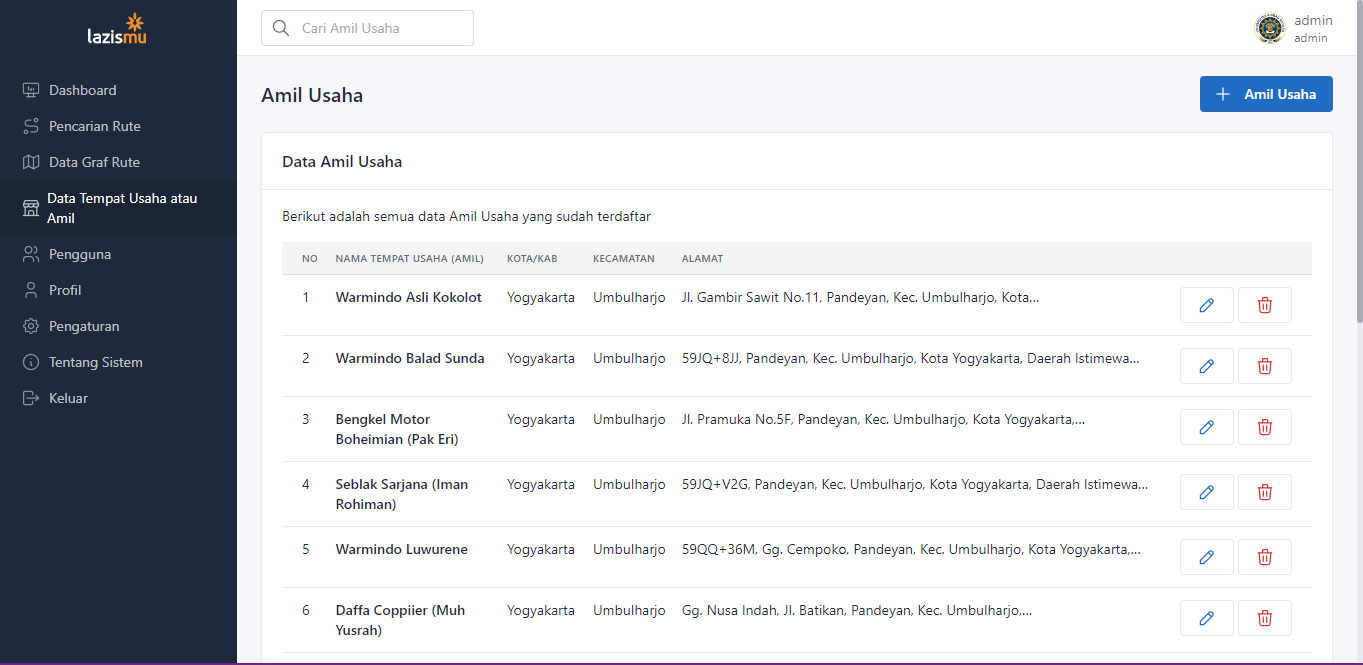 lazismu
Cari Amil Usaha
admin
admin
Dashboard
Pencarian Rute
Data Graf Rute
Data Tempat Usaha atau
Amil
Pengguna
Profil
Pengaturan
Tentang Sistem
Keluar
Amil Usaha
+ Amil Usaha
Data Amil Usaha
Berikut adalah semua data Amil Usaha yang sudah terdaftar
NO NAMA TEMPAT USAHA (AMIL) KOTA/KAB KECAMATAN ALAMAT
1 Warmindo Asli Kokolot Yogyakarta Umbulharjo Jl. Gambir Sawit No.11, Pandeyan, Kec. Umbulharjo, Kota...
2 Warmindo Balad Sunda Yogyakarta Umbulharjo 59JQ+8JJ, Pandeyan, Kec. Umbulharjo, Kota Yogyakarta, Daerah Istimewa...
3 Bengkel Motor Yogyakarta Umbulharjo Jl. Pramuka No.5F, Pandeyan, Kec. Umbulharjo, Kota Yogyakarta,...
Boheimian (Pak Eri)
4 Seblak Sarjana (Iman Yogyakarta Umbulharjo 59JQ+V2G, Pandeyan, Kec. Umbulharjo, Kota Yogyakarta, Daerah Istimewa...
Rohiman)
5 Warmindo Luwurene Yogyakarta Umbulharjo 59QQ+36M, Gg. Cempoko, Pandeyan, Kec. Umbulharjo, Kota Yogyakarta,...
6 Daffa Coppiier (Muh Yogyakarta Umbulharjo Gg. Nusa Indah, Jl. Batikan, Pandeyan, Kec. Umbulharjo,...
Yusrah)